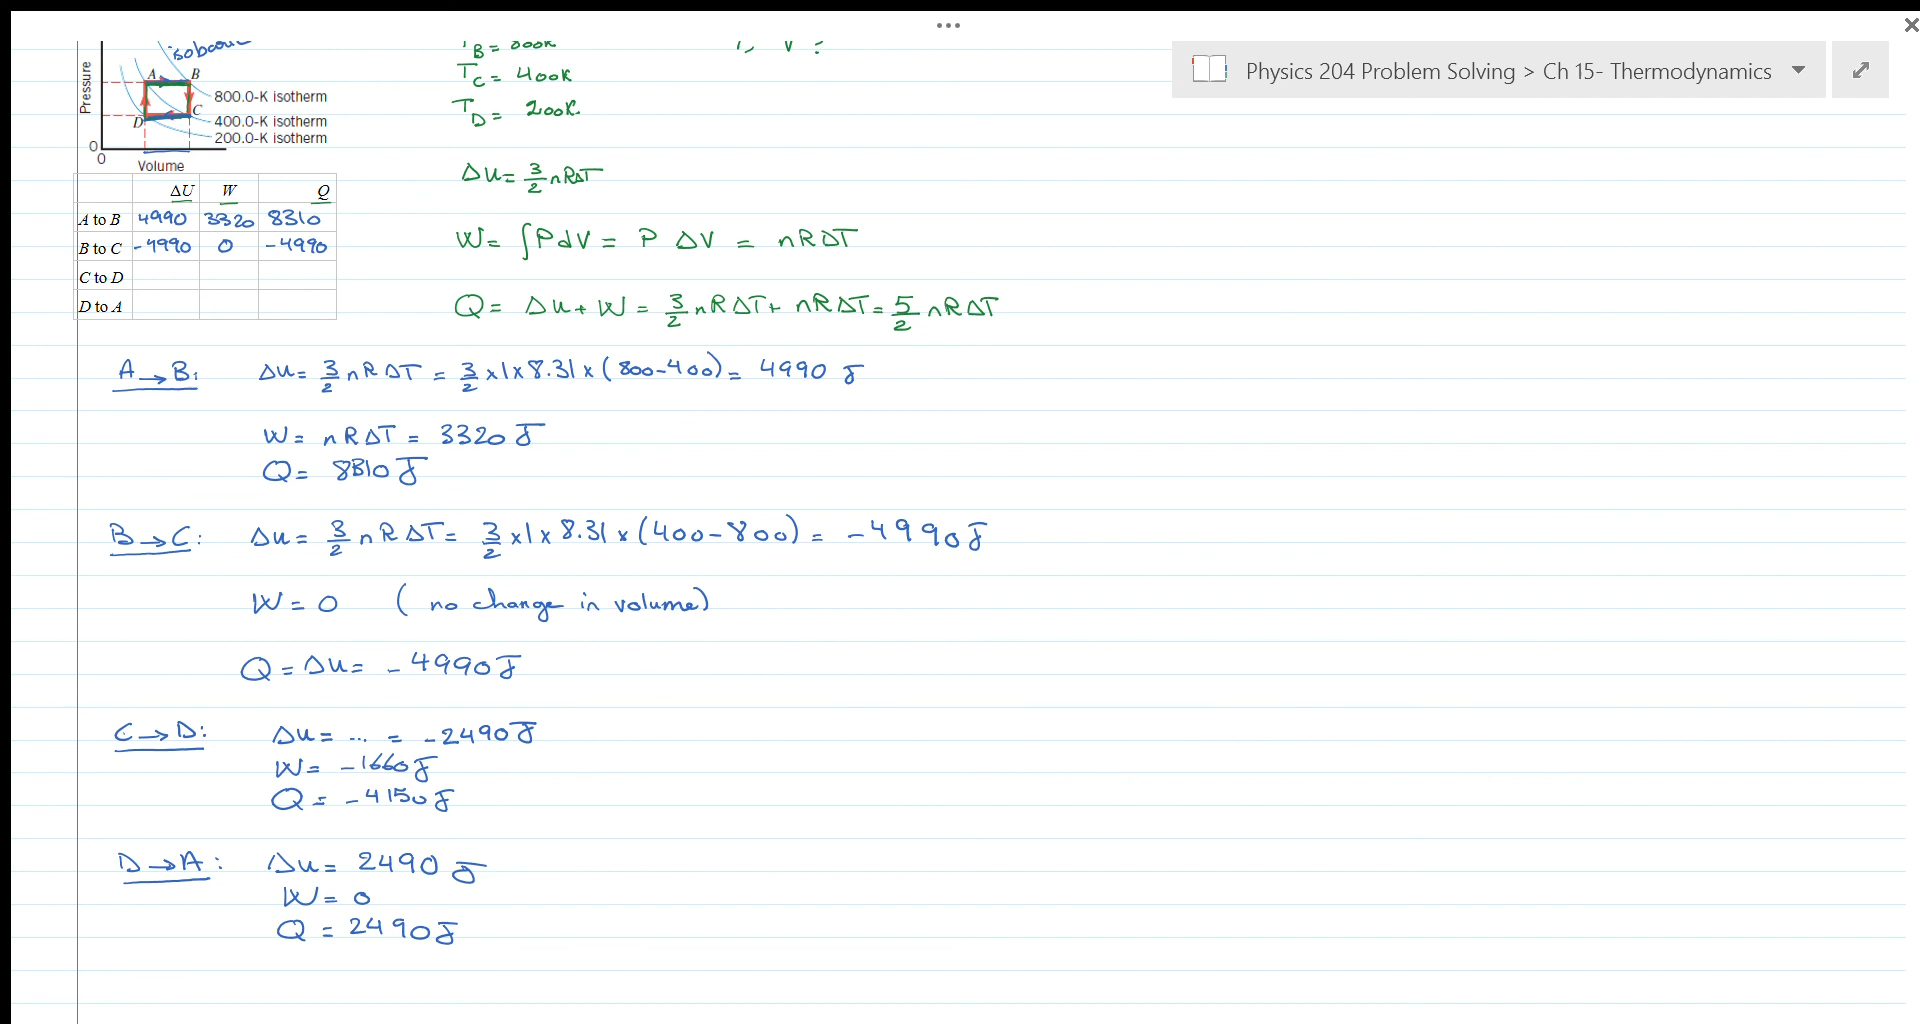 ...
Physics 204 Problem Solving > Ch 15- Thermodynamics
isobaric
Pressure
A B
800.0-K isotherm
C
400.0-K isotherm
D
200.0-K isotherm
0
0
Volume
T_B = 800K
T_C = 400K
T_D = 200K.
ΔU W Q
A to B 4990 3320 8310
B to C -4990 0 -4990
C to D
D to A
ΔU = 3/2 nRΔT
W = ∫PdV = P ΔV = nRΔT
Q = ΔU + W = 3/2 nRΔT + nRΔT = 5/2 nRΔT
A → B: ΔU = 3/2 nRΔT = 3/2 x 1 x 8.31 x (800-400) = 4990 J
W = nRΔT = 3320 J
Q = 8310 J
B → C: ΔU = 3/2 nRΔT = 3/2 x 1 x 8.31 x (400-800) = -4990 J
W = 0 (no change in volume)
Q = ΔU = -4990 J
C → D: ΔU = ... = -2490 J
W = -1660 J
Q = -4150 J
D → A: ΔU = 2490 J
W = 0
Q = 2490 J